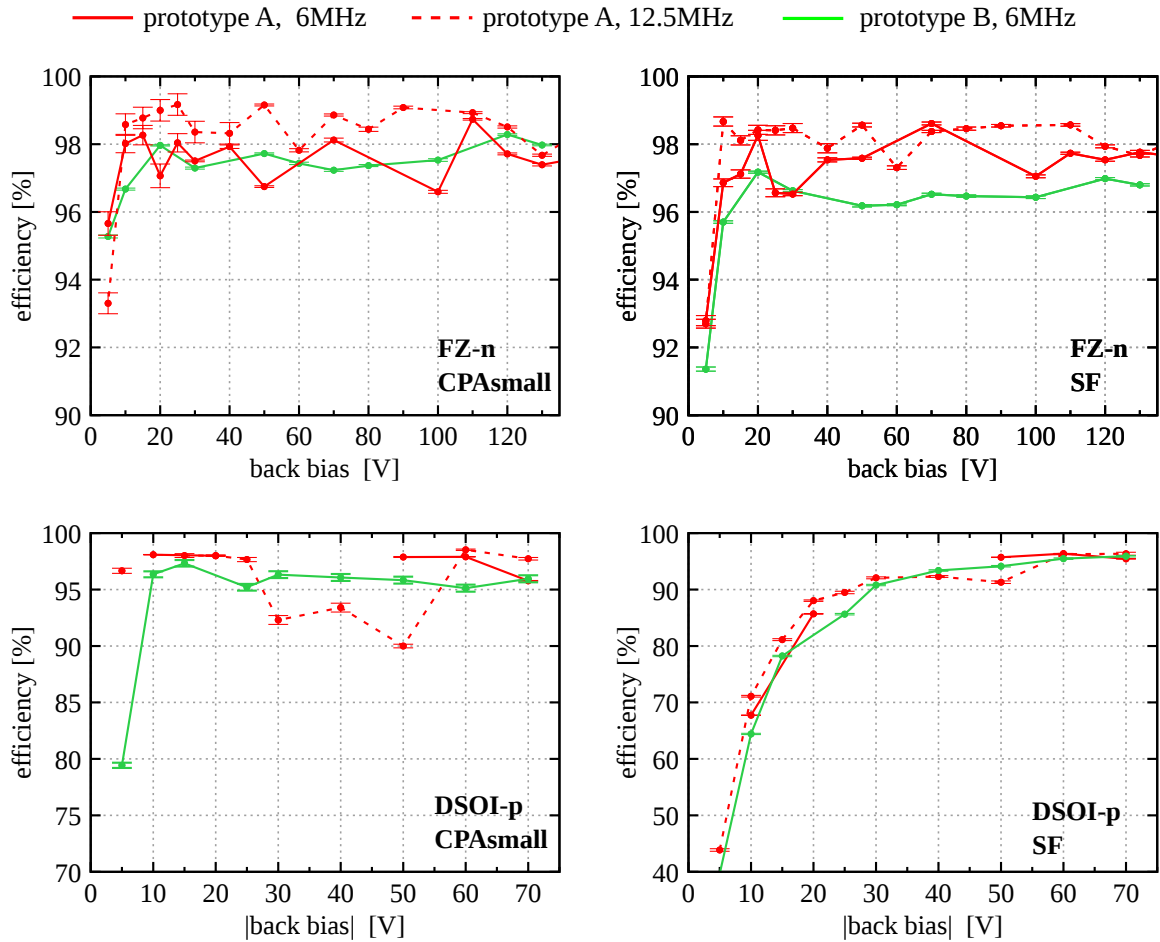 prototype A,  6MHz prototype A, 12.5MHz prototype B, 6MHz
100
98
96
94
92
90
efficiency [%]
0 20 40 60 80 100 120
back bias  [V]
FZ-n
CPAsmall
100
98
96
94
92
90
efficiency [%]
0 20 40 60 80 100 120
back bias  [V]
FZ-n
SF
100
95
90
85
80
75
70
efficiency [%]
0 10 20 30 40 50 60 70
|back bias|  [V]
DSOI-p
CPAsmall
100
90
80
70
60
50
40
efficiency [%]
0 10 20 30 40 50 60 70
|back bias|  [V]
DSOI-p
SF